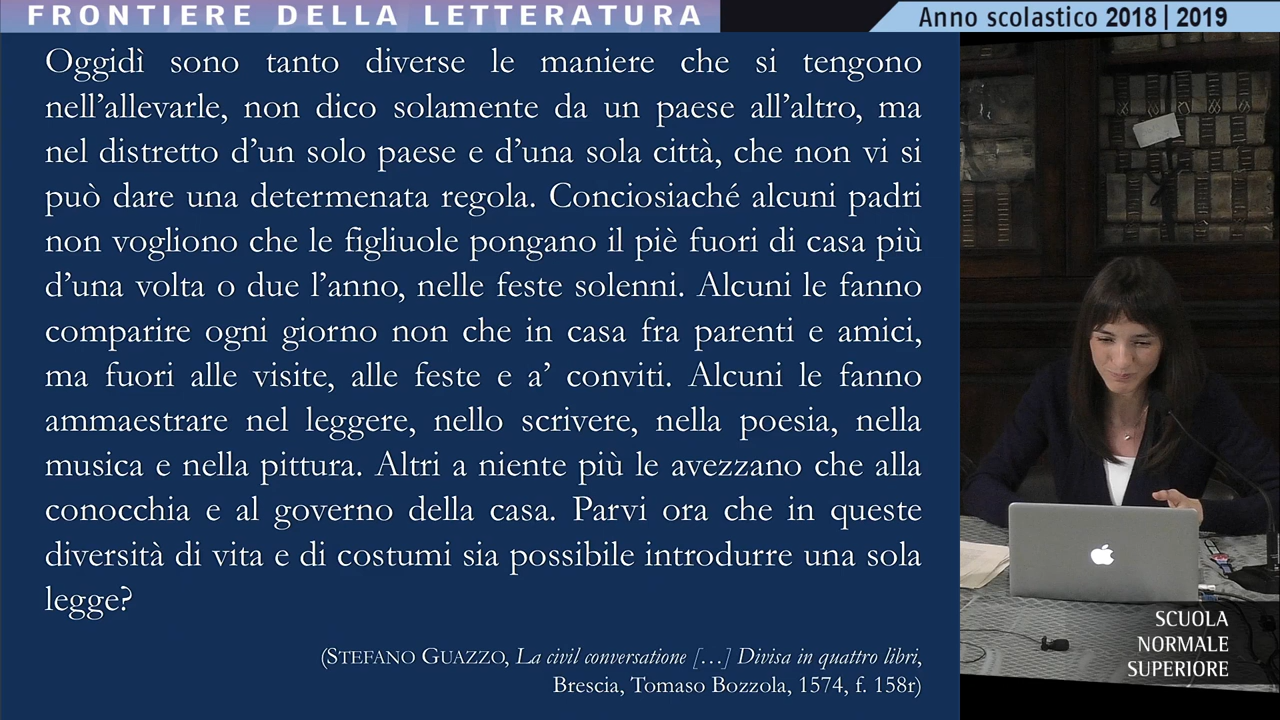 FRONTIERE DELLA LETTERATURA
Anno scolastico 2018 | 2019
Oggidì sono tanto diverse le maniere che si tengono
nell’allevarle, non dico solamente da un paese all’altro, ma
nel distretto d’un solo paese e d’una sola città, che non vi si
può dare una determenata regola. Conciosiaché alcuni padri
non vogliono che le figliuole pongano il piè fuori di casa più
d’una volta o due l’anno, nelle feste solenni. Alcuni le fanno
comparire ogni giorno non che in casa fra parenti e amici,
ma fuori alle visite, alle feste e a’ conviti. Alcuni le fanno
ammaestrare nel leggere, nello scrivere, nella poesia, nella
musica e nella pittura. Altri a niente più le avezzano che alla
conocchia e al governo della casa. Parvi ora che in queste
diversità di vita e di costumi sia possibile introdurre una sola
legge?
(STEFANO GUAZZO, La civil conversatione […] Divisa in quattro libri,
Brescia, Tomaso Bozzola, 1574, f. 158r)
SCUOLA
NORMALE
SUPERIORE